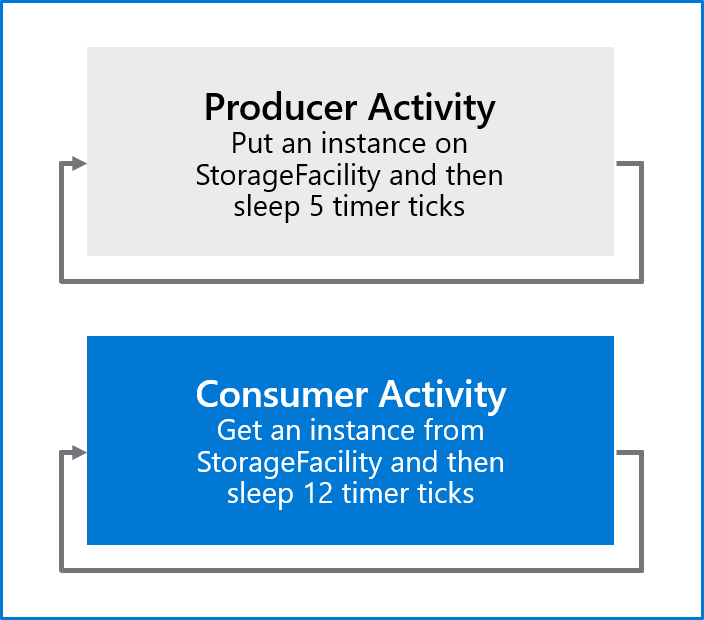 Producer Activity
Put an instance on
StorageFacility and then
sleep 5 timer ticks
Consumer Activity
Get an instance from
StorageFacility and then
sleep 12 timer ticks